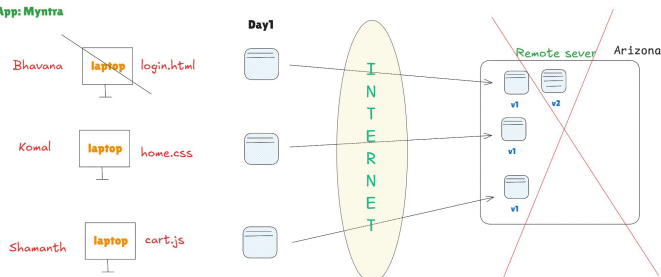 App: Myntra
Day1
Remote sever
Arizona
Bhavana
laptop
login.html
INTERNET
v1
v2
Komal
laptop
home.css
v1
Shamanth
laptop
cart.js
v1